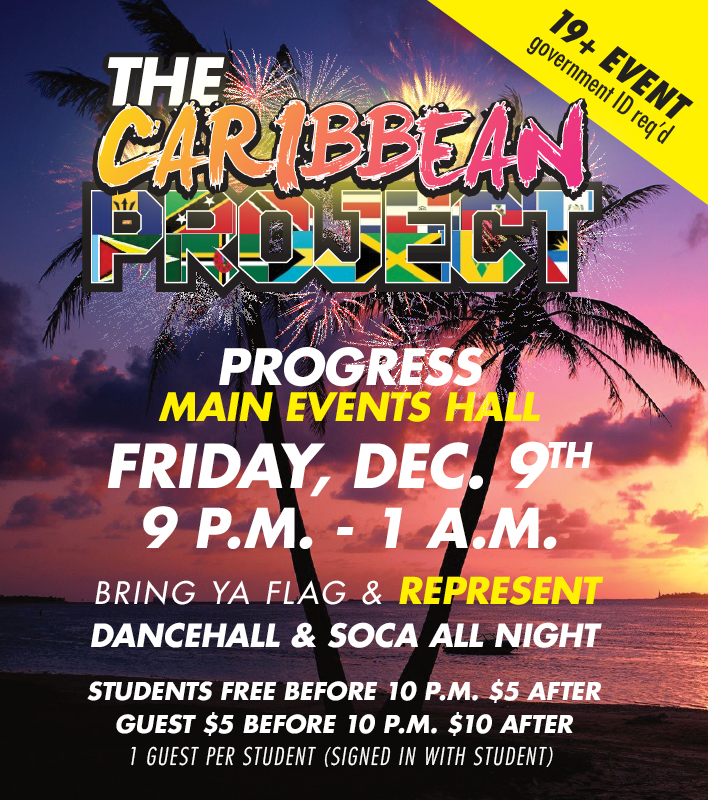 19+ EVENT
government ID req'd
THE
CARIBBEAN
PROJECT
PROGRESS
MAIN EVENTS HALL
FRIDAY, DEC. 9TH
9 P.M. - 1 A.M.
BRING YA FLAG & REPRESENT
DANCEHALL & SOCA ALL NIGHT
STUDENTS FREE BEFORE 10 P.M. $5 AFTER
GUEST $5 BEFORE 10 P.M. $10 AFTER
1 GUEST PER STUDENT (SIGNED IN WITH STUDENT)